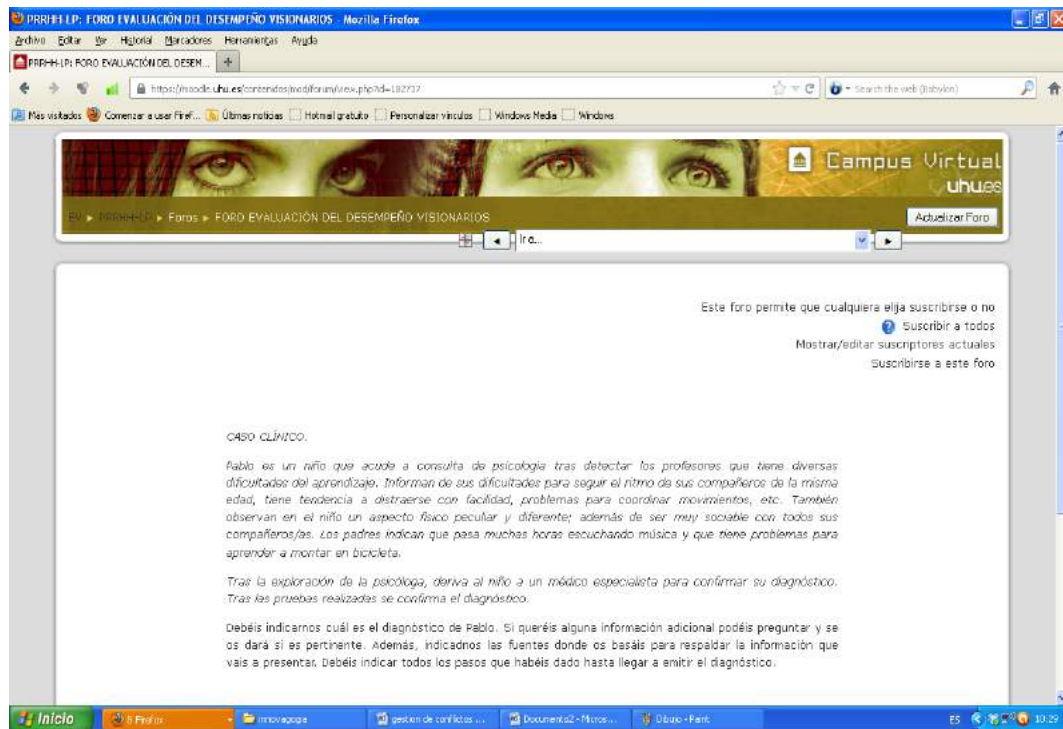 PRRHH-LP: FORO EVALUACIÓN DEL DESEMPEÑO VISIONARIOS - Mozilla Firefox
Archivo Editar Ver Historial Marcadores Herramientas Ayuda
PRRHH-LP: FORO EVALUACIÓN DEL DESEM...
https://moodle.uhu.es/contenidos/mod/forum/view.php?id=182737
Search the web (Babylon)
Más visitados Comenzar a usar Firef... Últimas noticias Hotmail gratuito Personalizar vínculos Windows Media Windows
Campus Virtual
uhu.es
EV ► PRRHH-LP ► Foros ► FORO EVALUACIÓN DEL DESEMPEÑO VISIONARIOS
Actualizar Foro
Ir a...
Este foro permite que cualquiera elija suscribirse o no
Suscribir a todos
Mostrar/editar suscriptores actuales
Suscribirse a este foro
CASO CLÍNICO.
Pablo es un niño que acude a consulta de psicología tras detectar los profesores que tiene diversas
dificultades del aprendizaje. Informan de sus dificultades para seguir el ritmo de sus compañeros de la misma
edad, tiene tendencia a distraerse con facilidad, problemas para coordinar movimientos, etc. También
observan en el niño un aspecto físico peculiar y diferente; además de ser muy sociable con todos sus
compañeros/as. Los padres indican que pasa muchas horas escuchando música y que tiene problemas para
aprender a montar en bicicleta.
Tras la exploración de la psicóloga, deriva al niño a un médico especialista para confirmar su diagnóstico.
Tras las pruebas realizadas se confirma el diagnóstico.
Debéis indicarnos cuál es el diagnóstico de Pablo. Si queréis alguna información adicional podéis preguntar y se
os dará si es pertinente. Además, indicadnos las fuentes donde os basáis para respaldar la información que
vais a presentar. Debéis indicar todos los pasos que habéis dado hasta llegar a emitir el diagnóstico.
Inicio
5 Firefox
innovagogia
gestion de conflictos ...
Documento2 - Micros...
Dibujo - Paint
ES
10:29